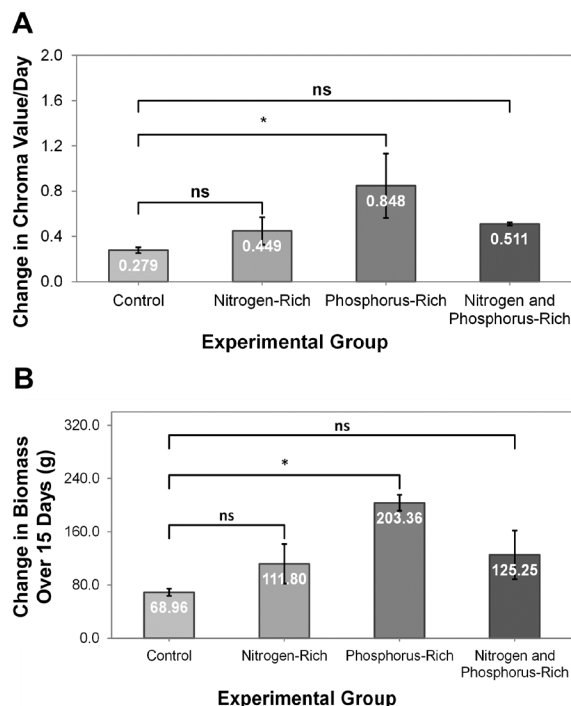 A
Change in Chroma Value/Day
2.0
1.6
1.2
0.8
0.4
0.0
ns
*
ns
0.279
0.449
0.848
0.511
Control
Nitrogen-Rich
Phosphorus-Rich
Nitrogen and
Phosphorus-Rich
Experimental Group
B
Change in Biomass
Over 15 Days (g)
320.0
240.0
160.0
80.0
0.0
ns
*
ns
68.96
111.80
203.36
125.25
Control
Nitrogen-Rich
Phosphorus-Rich
Nitrogen and
Phosphorus-Rich
Experimental Group